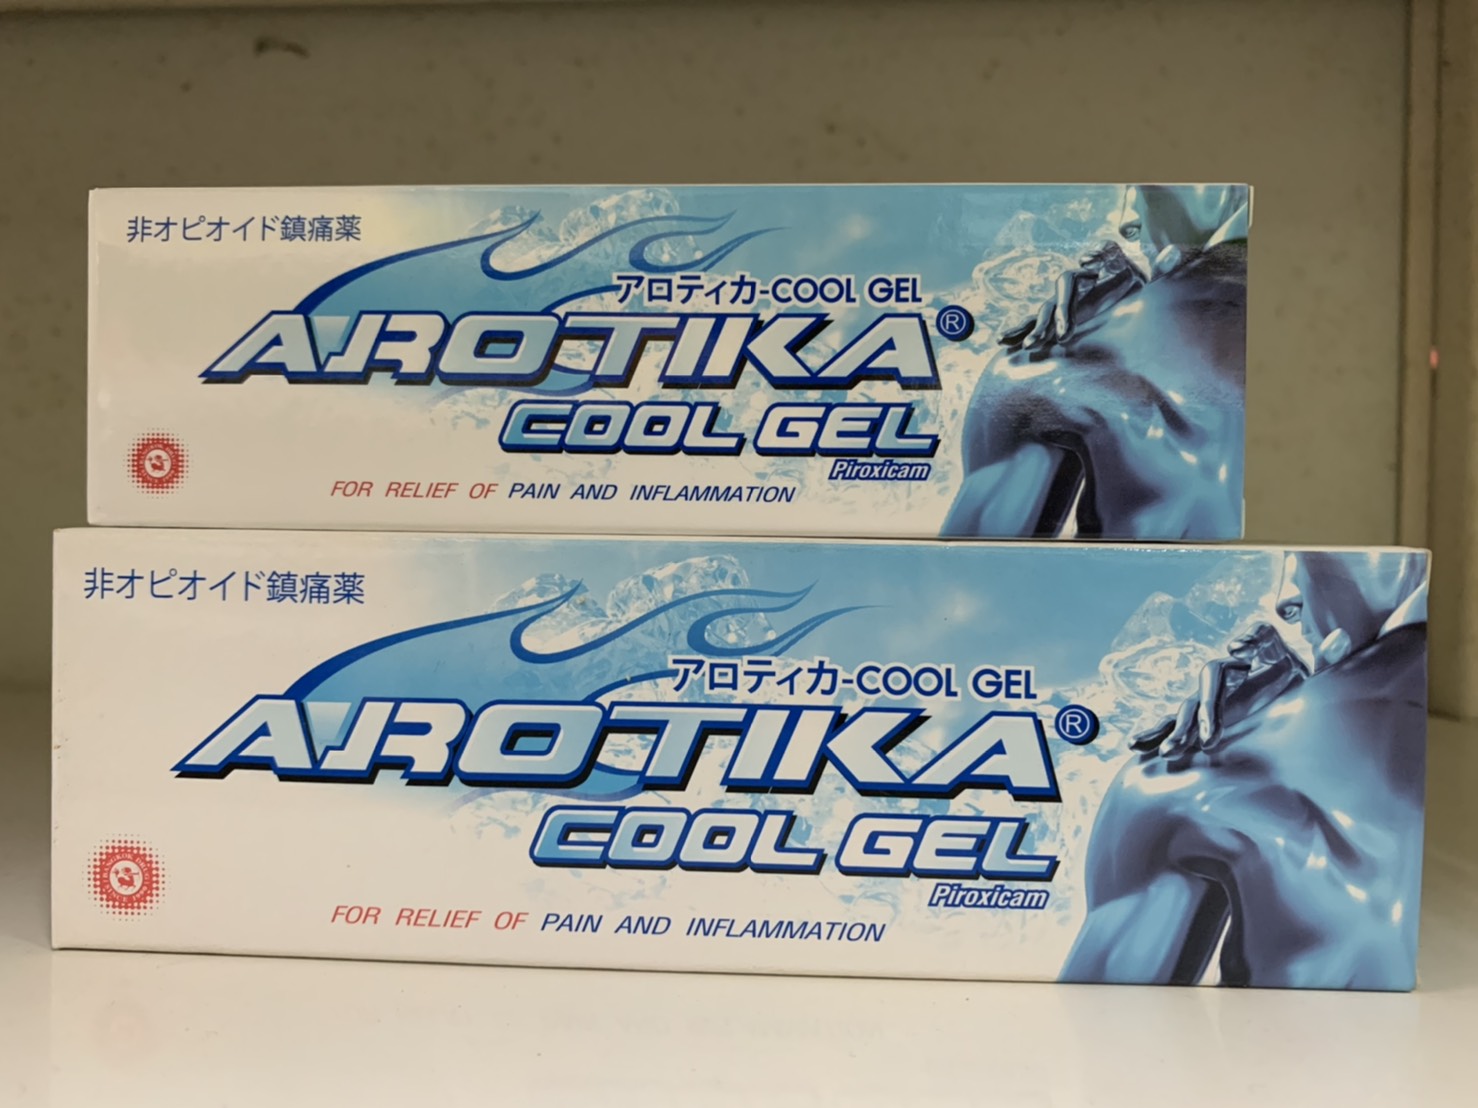 非オピオイド鎮痛薬
アロティカ-COOL GEL
AROTIKA®
COOL GEL
Piroxicam
FOR RELIEF OF PAIN AND INFLAMMATION
非オピオイド鎮痛薬
アロティカ-COOL GEL
AROTIKA®
COOL GEL
Piroxicam
FOR RELIEF OF PAIN AND INFLAMMATION